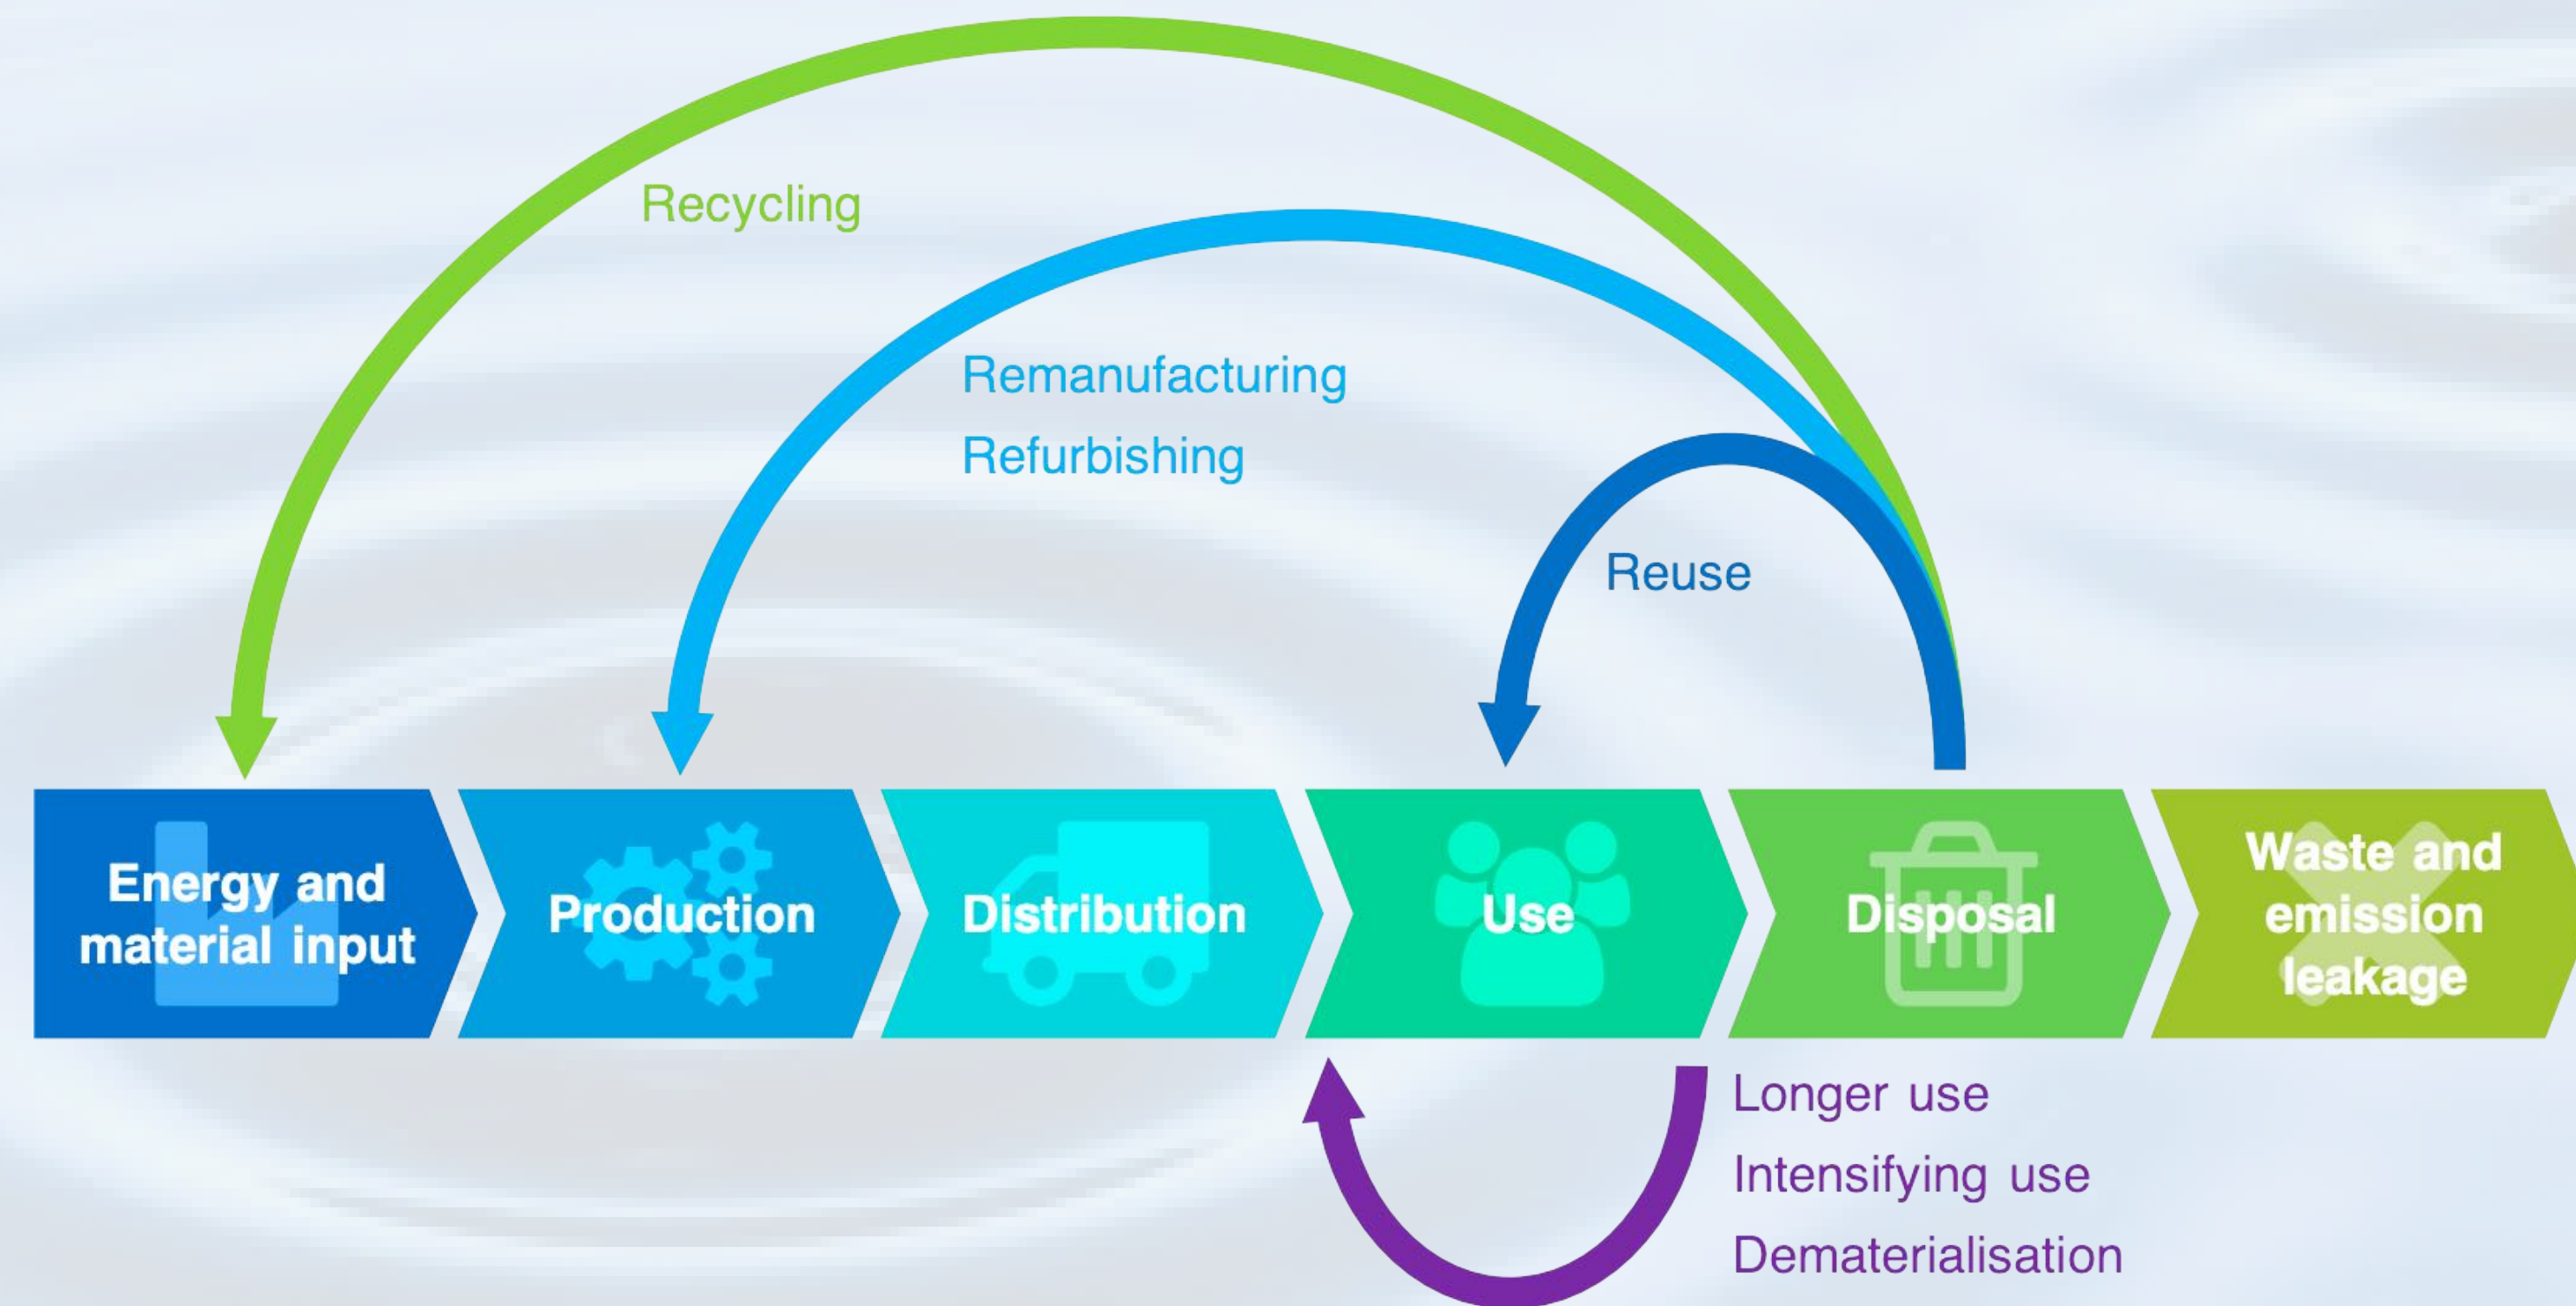 Recycling
Remanufacturing
Refurbishing
Reuse
Energy and
material input
Production
Distribution
Use
Disposal
Waste and
emission
leakage
Longer use
Intensifying use
Dematerialisation